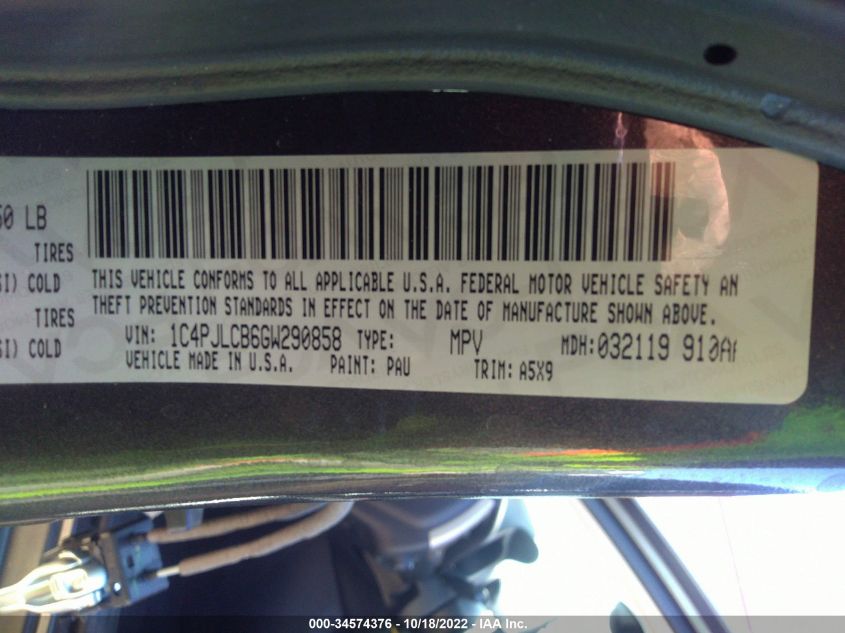 50 LB
TIRES
SI) COLD
TIRES
SI) COLD
THIS VEHICLE CONFORMS TO ALL APPLICABLE U.S.A. FEDERAL MOTOR VEHICLE SAFETY AN
THEFT PREVENTION STANDARDS IN EFFECT ON THE DATE OF MANUFACTURE SHOWN ABOVE.
VIN: 1C4PJLCB6GW290858 TYPE: MPV MDH: 032119 910A
VEHICLE MADE IN U.S.A. PAINT: PAU TRIM: A5X9
000-34574376 - 10/18/2022 - IAA Inc.